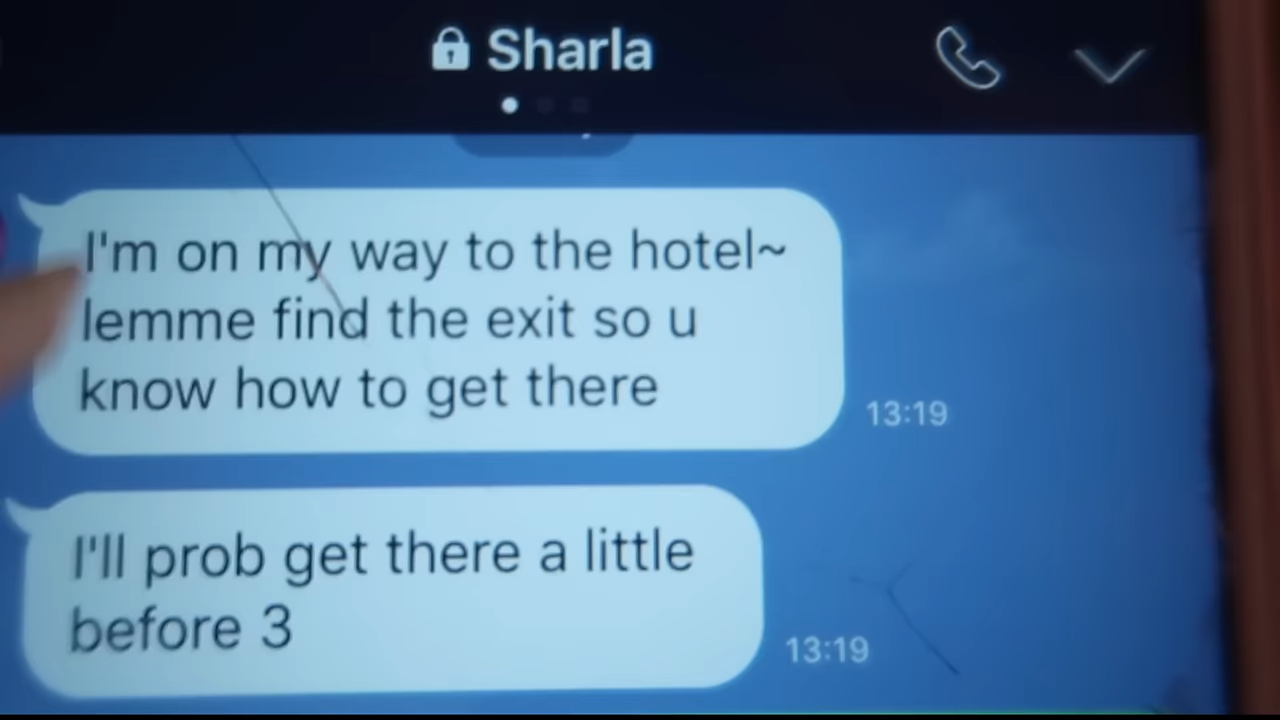 Sharla
I'm on my way to the hotel~
lemme find the exit so u
know how to get there
13:19
I'll prob get there a little
before 3
13:19